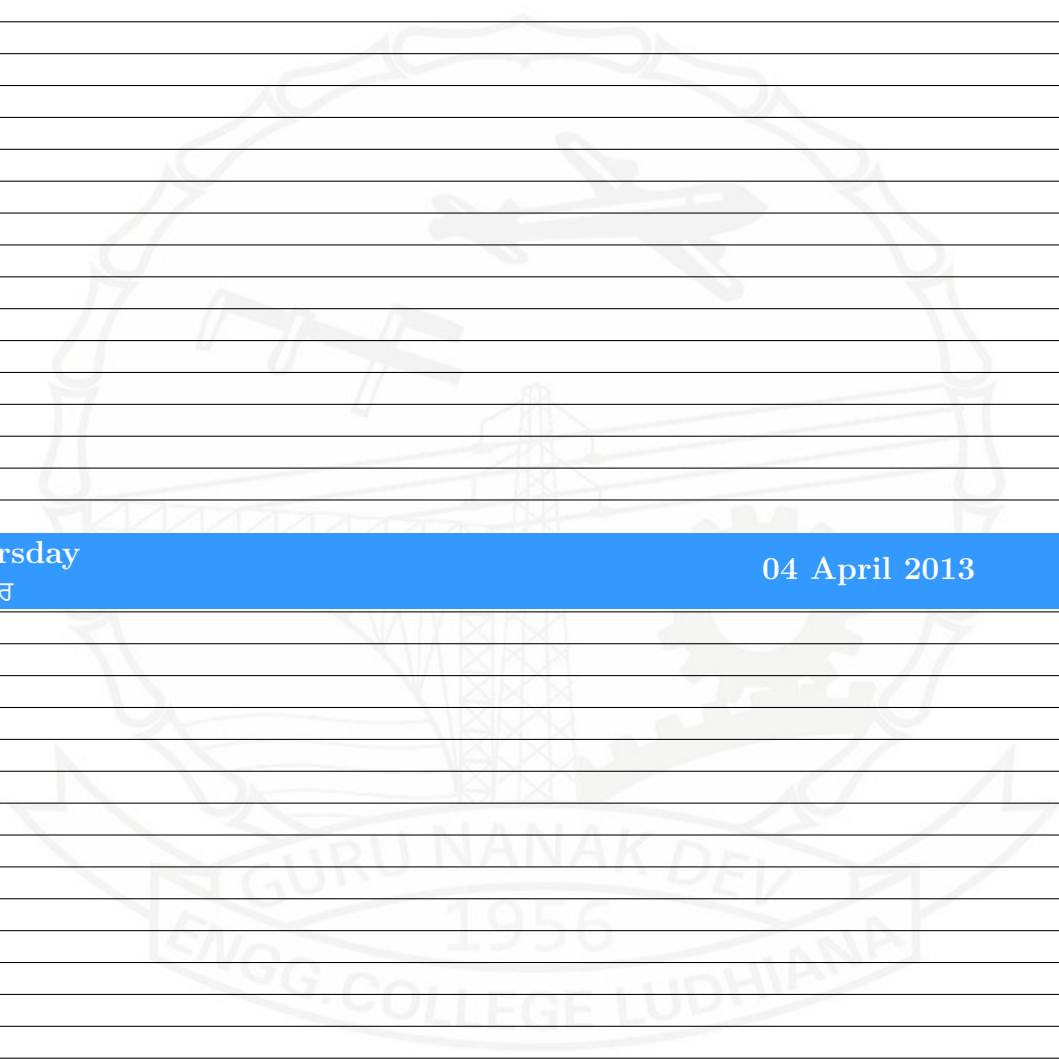 rsday
ਰ
04 April 2013
GURU NANAK DEV
1956
ENGG.COLLEGE LUDHIANA